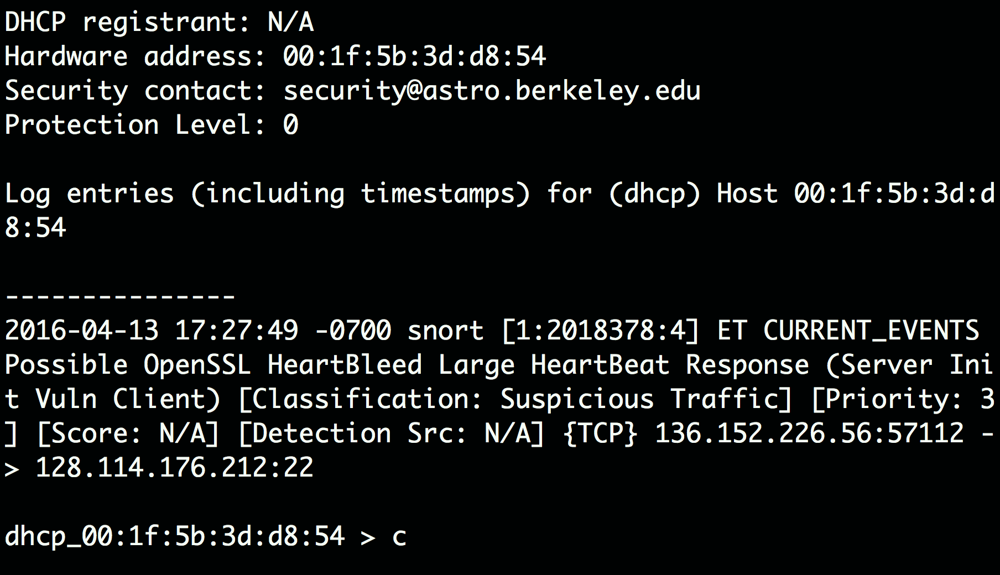 DHCP registrant: N/A
Hardware address: 00:1f:5b:3d:d8:54
Security contact: security@astro.berkeley.edu
Protection Level: 0
Log entries (including timestamps) for (dhcp) Host 00:1f:5b:3d:d
8:54
---------------
2016-04-13 17:27:49 -0700 snort [1:2018378:4] ET CURRENT_EVENTS
Possible OpenSSL HeartBleed Large HeartBeat Response (Server Ini
t Vuln Client) [Classification: Suspicious Traffic] [Priority: 3
] [Score: N/A] [Detection Src: N/A] {TCP} 136.152.226.56:57112 -
> 128.114.176.212:22
dhcp_00:1f:5b:3d:d8:54 > c